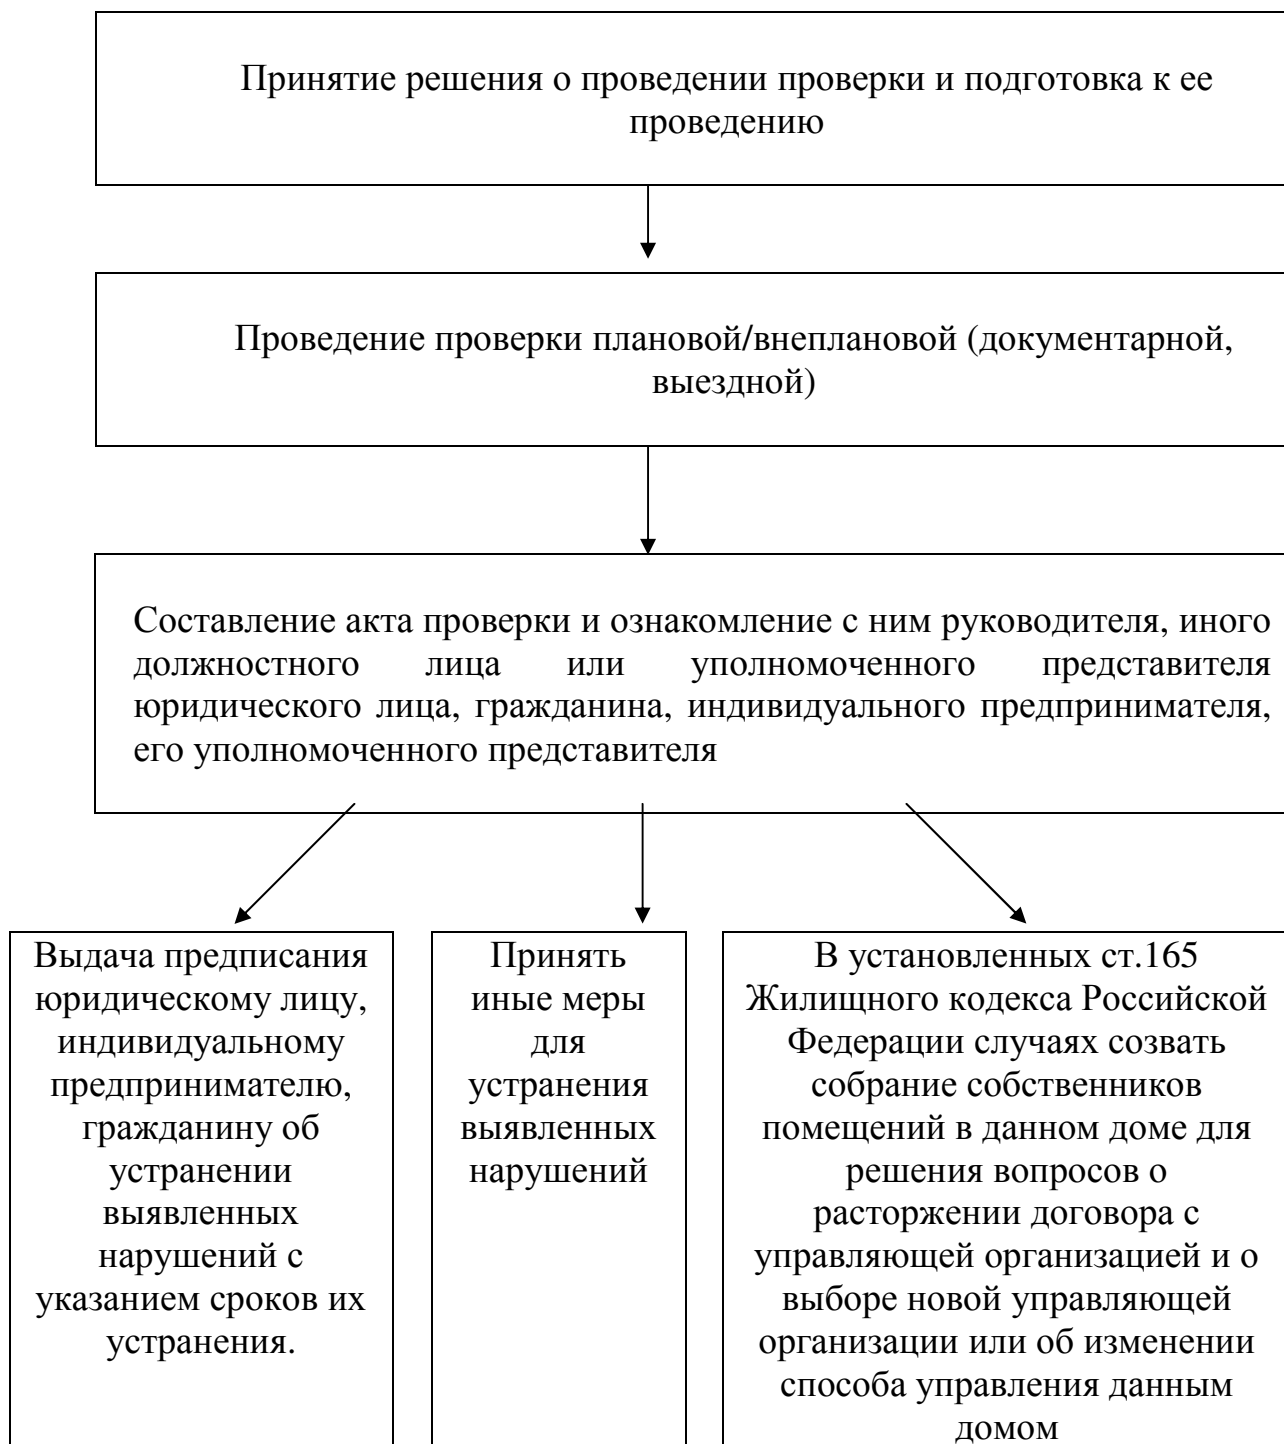 Принятие решения о проведении проверки и подготовка к ее
проведению
Проведение проверки плановой/внеплановой (документарной,
выездной)
Составление акта проверки и ознакомление с ним руководителя, иного
должностного лица или уполномоченного представителя
юридического лица, гражданина, индивидуального предпринимателя,
его уполномоченного представителя
Выдача предписания
юридическому лицу,
индивидуальному
предпринимателю,
гражданину об
устранении
выявленных
нарушений с
указанием сроков их
устранения.
Принять
иные меры
для
устранения
выявленных
нарушений
В установленных ст.165
Жилищного кодекса Российской
Федерации случаях созвать
собрание собственников
помещений в данном доме для
решения вопросов о
расторжении договора с
управляющей организацией и о
выборе новой управляющей
организации или об изменении
способа управления данным
домом